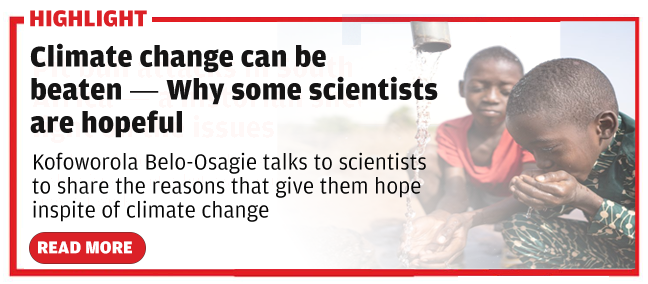 HIGHLIGHT
Climate change can be
beaten — Why some scientists
are hopeful
Kofoworola Belo-Osagie talks to scientists
to share the reasons that give them hope
inspite of climate change
READ MORE